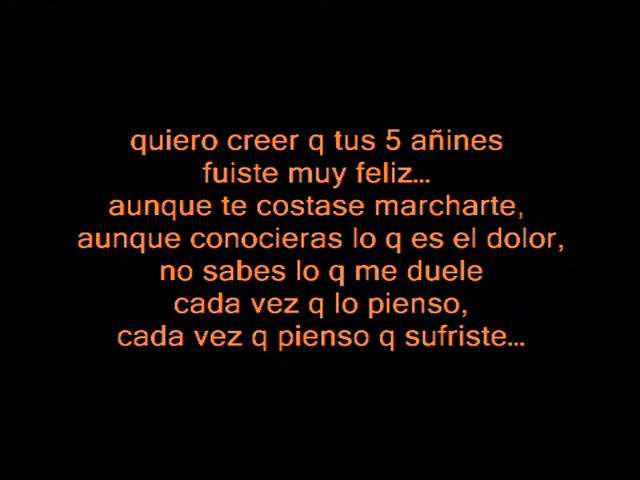 quiero creer q tus 5 añines
fuiste muy feliz...
aunque te costase marcharte,
aunque conocieras lo q es el dolor,
no sabes lo q me duele
cada vez q lo pienso,
cada vez q pienso q sufriste...